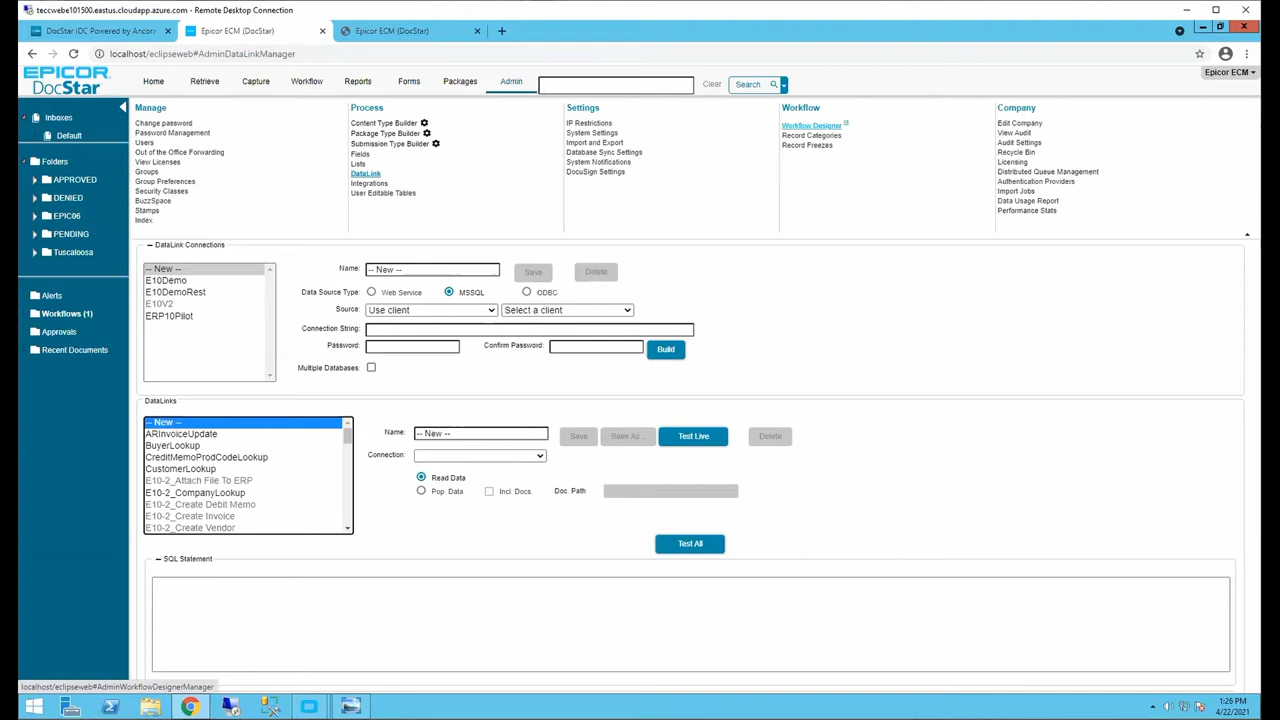 teccwebe101500.eastus.cloudapp.azure.com - Remote Desktop Connection
DocStar iDC Powered by Ancora
Epicor ECM (DocStar)
Epicor ECM (DocStar)
localhost/eclipseweb#AdminDataLinkManager
Epicor ECM
EPICOR
DocStar
Home
Retrieve
Capture
Workflow
Reports
Forms
Packages
Admin
Clear
Search
Inboxes
Default
Folders
APPROVED
DENIED
EPIC06
PENDING
Tuscaloosa
Alerts
Workflows (1)
Approvals
Recent Documents
Manage
Change password
Password Management
Users
Out of the Office Forwarding
View Licenses
Groups
Group Preferences
Security Classes
BuzzSpace
Stamps
Index
Process
Content Type Builder
Package Type Builder
Submission Type Builder
Fields
Lists
DataLink
Integrations
User Editable Tables
Settings
IP Restrictions
System Settings
Import and Export
Database Sync Settings
System Notifications
DocuSign Settings
Workflow
Workflow Designer
Record Categories
Record Freezes
Company
Edit Company
View Audit
Audit Settings
Recycle Bin
Licensing
Distributed Queue Management
Authentication Providers
Import Jobs
Data Usage Report
Performance Stats
DataLink Connections
-- New --
E10Demo
E10DemoRest
E10V2
ERP10Pilot
Name:
-- New --
Save
Delete
Data Source Type:
Web Service
MSSQL
ODBC
Source:
Use client
Select a client
Connection String:
Password:
Confirm Password:
Build
Multiple Databases:
DataLinks
-- New --
ARInvoiceUpdate
BuyerLookup
CreditMemoProdCodeLookup
CustomerLookup
E10-2_Attach File To ERP
E10-2_CompanyLookup
E10-2_Create Debit Memo
E10-2_Create Invoice
E10-2_Create Vendor
Name:
-- New --
Save
Save As...
Test Live
Delete
Connection:
Read Data
Pop. Data
Incl. Docs.
Doc. Path
Test All
SQL Statement
localhost/eclipseweb#AdminWorkflowDesignerManager
1:26 PM
4/22/2021